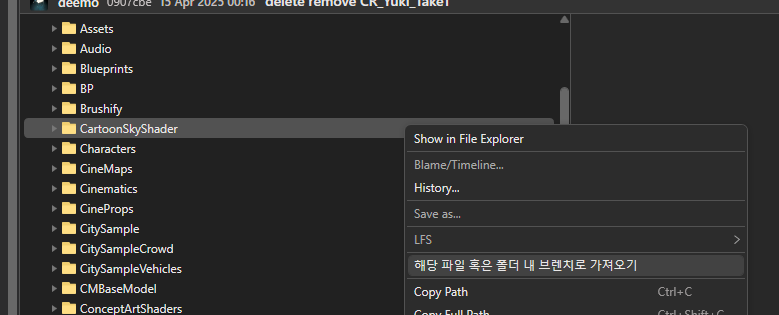 deemo 0907cbe 15 Apr 2025 00:16 delete remove CR_Yuki_Take1
Assets
Audio
Blueprints
BP
Brushify
CartoonSkyShader
Characters
CineMaps
Cinematics
CineProps
CitySample
CitySampleCrowd
CitySampleVehicles
CMBaseModel
ConceptArtShaders
Show in File Explorer
Blame/Timeline...
History...
Save as...
LFS
해당 파일 혹은 폴더 내 브렌치로 가져오기
Copy Path Ctrl+C
Copy Full Path Ctrl+Shift+C